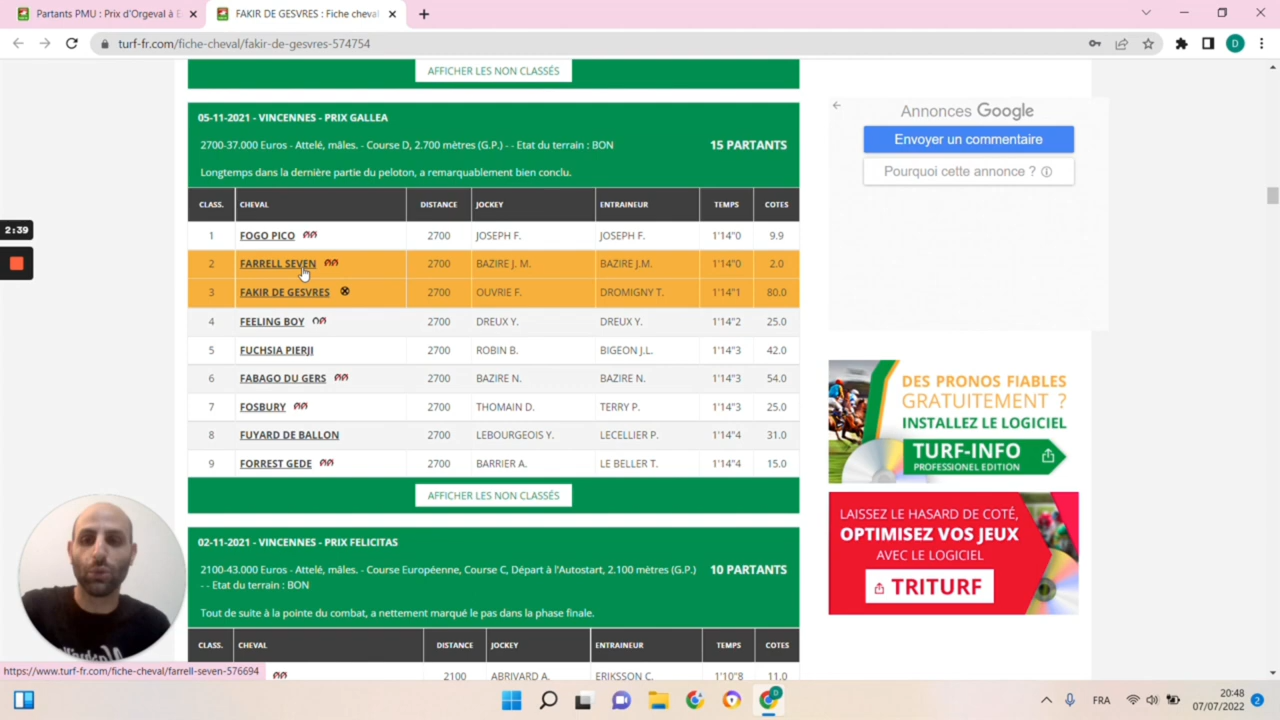 Partants PMU : Prix d'Orgeval à E
FAKIR DE GESVRES : Fiche cheval
turf-fr.com/fiche-cheval/fakir-de-gesvres-574754
D
AFFICHER LES NON CLASSÉS
05-11-2021 - VINCENNES - PRIX GALLEA
2700-37.000 Euros - Attelé, mâles. - Course D, 2.700 mètres (G.P.) - - Etat du terrain : BON
15 PARTANTS
Longtemps dans la dernière partie du peloton, a remarquablement bien conclu.
CLASS. CHEVAL DISTANCE JOCKEY ENTRAINEUR TEMPS COTES
1 FOGO PICO 2700 JOSEPH F. JOSEPH F. 1'14"0 9.9
2 FARRELL SEVEN 2700 BAZIRE J. M. BAZIRE J.M. 1'14"0 2.0
3 FAKIR DE GESVRES 2700 OUVRIE F. DROMIGNY T. 1'14"1 80.0
4 FEELING BOY 2700 DREUX Y. DREUX Y. 1'14"2 25.0
5 FUCHSIA PIERJI 2700 ROBIN B. BIGEON J.L. 1'14"3 42.0
6 FABAGO DU GERS 2700 BAZIRE N. BAZIRE N. 1'14"3 54.0
7 FOSBURY 2700 THOMAIN D. TERRY P. 1'14"3 25.0
8 FUYARD DE BALLON 2700 LEBOURGEOIS Y. LECELLIER P. 1'14"4 31.0
9 FORREST GEDE 2700 BARRIER A. LE BELLER T. 1'14"4 15.0
AFFICHER LES NON CLASSÉS
02-11-2021 - VINCENNES - PRIX FELICITAS
2100-43.000 Euros - Attelé, mâles. - Course Européenne, Course C, Départ à l'Autostart, 2.100 mètres (G.P.)
- - Etat du terrain : BON
10 PARTANTS
Tout de suite à la pointe du combat, a nettement marqué le pas dans la phase finale.
CLASS. CHEVAL DISTANCE JOCKEY ENTRAINEUR TEMPS COTES
2100 ABRIVARD A. ERIKSSON C. 1'10"8 11.0
Annonces Google
Envoyer un commentaire
Pourquoi cette annonce ?
DES PRONOS FIABLES
GRATUITEMENT ?
INSTALLEZ LE LOGICIEL
TURF-INFO
PROFESSIONEL EDITION
LAISSEZ LE HASARD DE COTÉ,
OPTIMISEZ VOS JEUX
AVEC LE LOGICIEL
TRITURF
2:39
https://www.turf-fr.com/fiche-cheval/farrell-seven-576694
FRA
20:48
07/07/2022
2